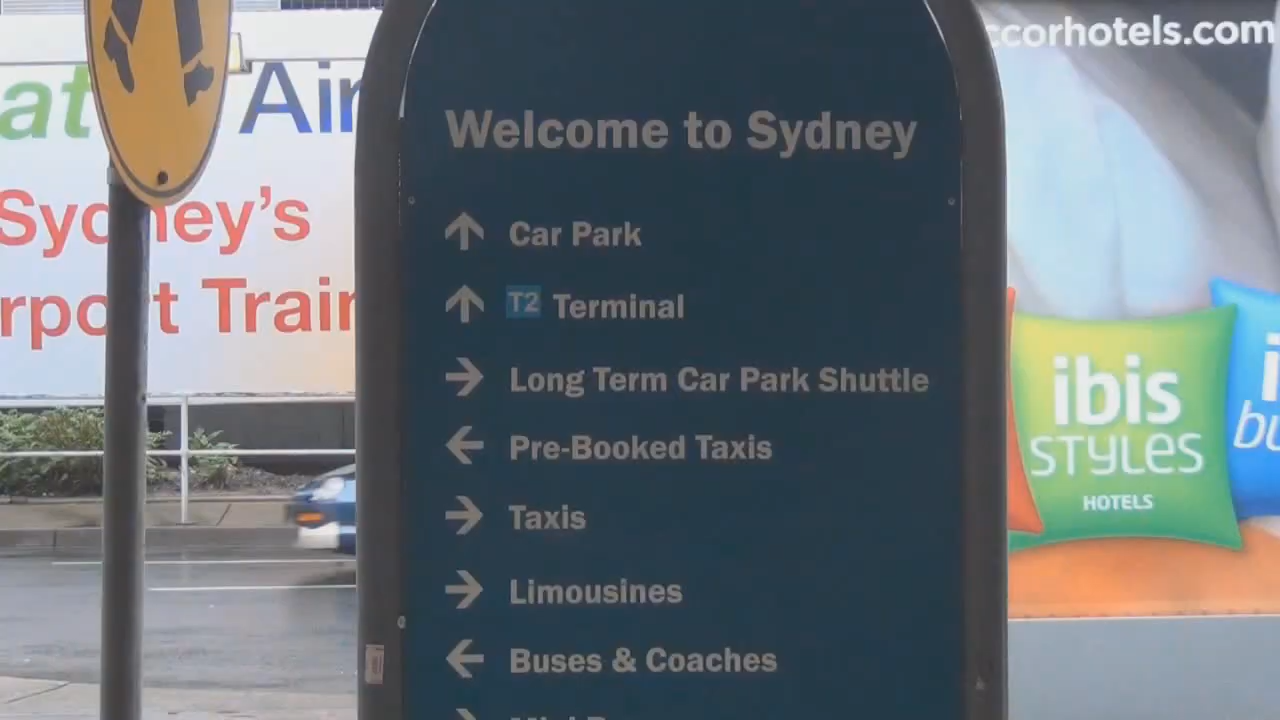 at Air
Sydney's
rport Train
Welcome to Sydney
Car Park
T2 Terminal
Long Term Car Park Shuttle
Pre-Booked Taxis
Taxis
Limousines
Buses & Coaches
ccorhotels.com
ibis
STYLES
HOTELS